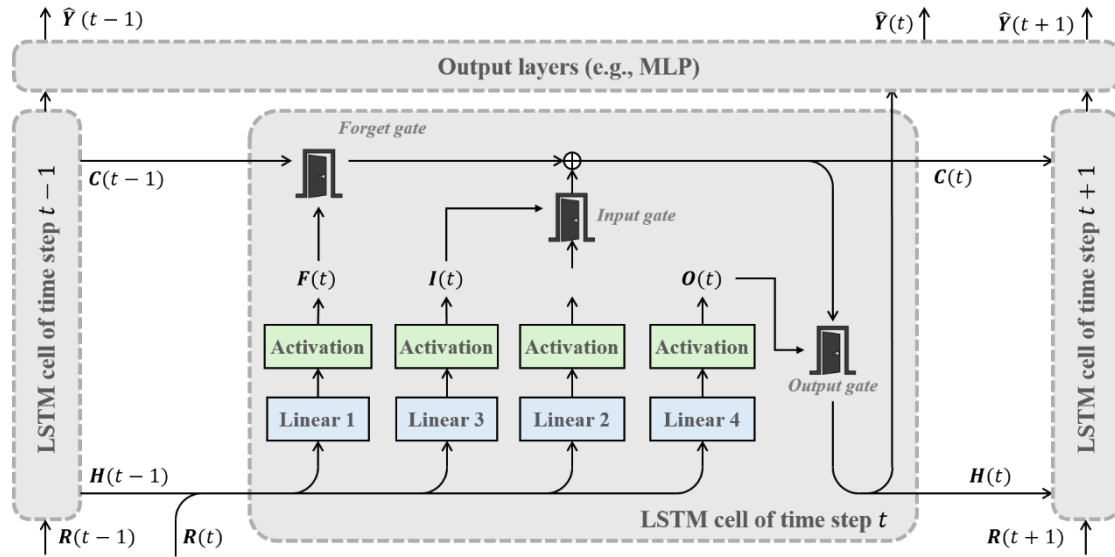 Ŷ(t−1)
Ŷ(t)
Ŷ(t+1)
Output layers (e.g., MLP)
Forget gate
C(t−1)
C(t)
Input gate
F(t)
I(t)
O(t)
Activation
Activation
Activation
Activation
Output gate
Linear 1
Linear 3
Linear 2
Linear 4
H(t−1)
H(t)
R(t−1)
R(t)
LSTM cell of time step t
R(t+1)
LSTM cell of time step t−1
LSTM cell of time step t+1